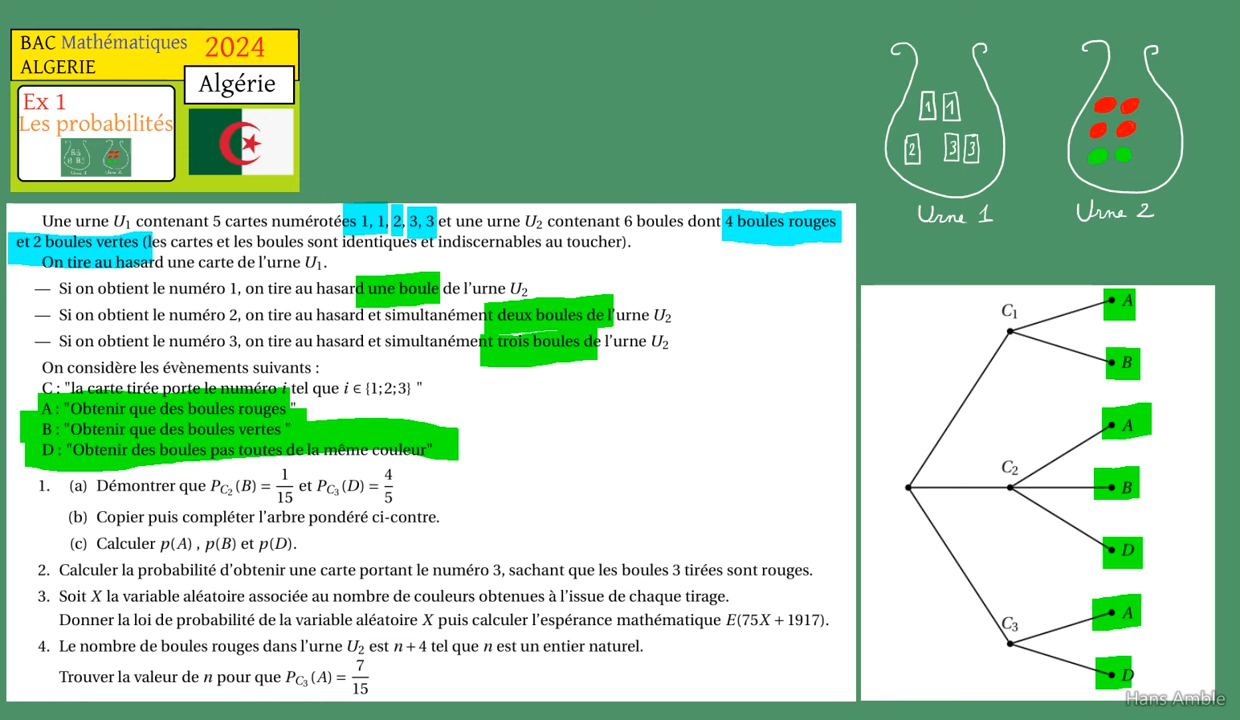 BAC Mathématiques 2024
ALGERIE
Algérie
Ex 1
Les probabilités
Une urne U₁ contenant 5 cartes numérotées 1, 1, 2, 3, 3 et une urne U₂ contenant 6 boules dont 4 boules rouges
et 2 boules vertes (les cartes et les boules sont identiques et indiscernables au toucher).
On tire au hasard une carte de l'urne U₁.
— Si on obtient le numéro 1, on tire au hasard une boule de l'urne U₂
— Si on obtient le numéro 2, on tire au hasard et simultanément deux boules de l'urne U₂
— Si on obtient le numéro 3, on tire au hasard et simultanément trois boules de l'urne U₂
On considère les évènements suivants :
C : "la carte tirée porte le numéro i tel que i ∈ {1;2;3} "
A : "Obtenir que des boules rouges "
B : "Obtenir que des boules vertes "
D : "Obtenir des boules pas toutes de la même couleur"
1. (a) Démontrer que P_{C₂}(B) = 1/15 et P_{C₃}(D) = 4/5
(b) Copier puis compléter l'arbre pondéré ci-contre.
(c) Calculer p(A) , p(B) et p(D).
2. Calculer la probabilité d'obtenir une carte portant le numéro 3, sachant que les boules 3 tirées sont rouges.
3. Soit X la variable aléatoire associée au nombre de couleurs obtenues à l'issue de chaque tirage.
Donner la loi de probabilité de la variable aléatoire X puis calculer l'espérance mathématique E(75X + 1917).
4. Le nombre de boules rouges dans l'urne U₂ est n + 4 tel que n est un entier naturel.
Trouver la valeur de n pour que P_{C₃}(A) = 7/15
1 1
2 3 3
Urne 1
Urne 2
C₁
A
B
C₂
A
B
D
C₃
A
D
Hans Amble